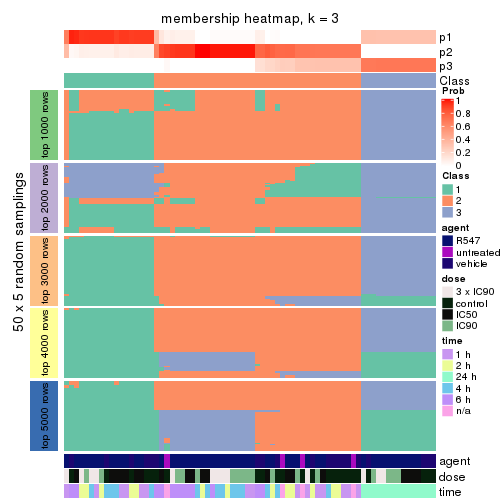 membership heatmap, k = 3
p1
p2
p3
Class
50 x 5 random samplings
top 1000 rows
top 2000 rows
top 3000 rows
top 4000 rows
top 5000 rows
Prob
1
0.8
0.6
0.4
0.2
0
Class
1
2
3
agent
R547
untreated
vehicle
dose
3 x IC90
control
IC50
IC90
time
1 h
2 h
24 h
4 h
6 h
n/a
agent
dose
time